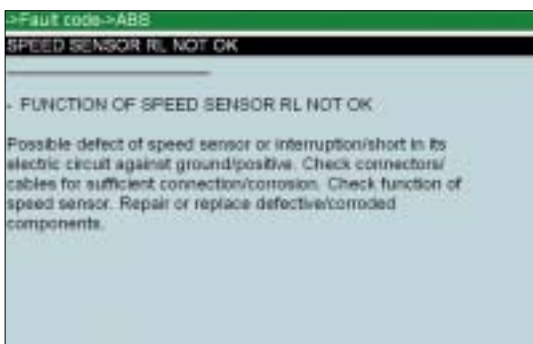 ->Fault code->ABS
SPEED SENSOR RL NOT OK
- FUNCTION OF SPEED SENSOR RL NOT OK
Possible defect of speed sensor or interruption/short in its
electric circuit against ground/positive. Check connectors/
cables for sufficient connection/corrosion. Check function of
speed sensor. Repair or replace defective/corroded
components.